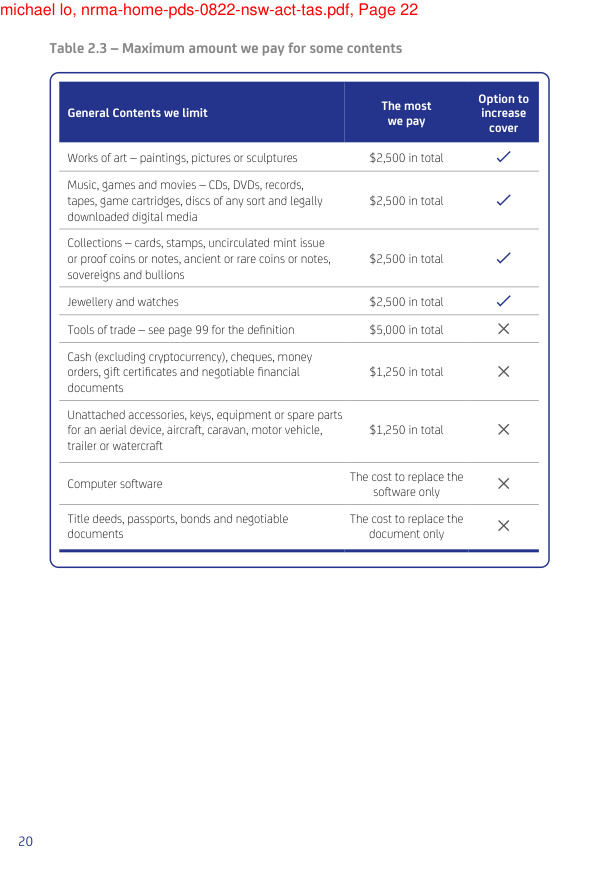 michael lo, nrma-home-pds-0822-nsw-act-tas.pdf, Page 22
Table 2.3 – Maximum amount we pay for some contents
General Contents we limit
The most
we pay
Option to
increase
cover
Works of art – paintings, pictures or sculptures
$2,500 in total
Music, games and movies – CDs, DVDs, records,
tapes, game cartridges, discs of any sort and legally
downloaded digital media
$2,500 in total
Collections – cards, stamps, uncirculated mint issue
or proof coins or notes, ancient or rare coins or notes,
sovereigns and bullions
$2,500 in total
Jewellery and watches
$2,500 in total
Tools of trade – see page 99 for the definition
$5,000 in total
Cash (excluding cryptocurrency), cheques, money
orders, gift certificates and negotiable financial
documents
$1,250 in total
Unattached accessories, keys, equipment or spare parts
for an aerial device, aircraft, caravan, motor vehicle,
trailer or watercraft
$1,250 in total
Computer software
The cost to replace the
software only
Title deeds, passports, bonds and negotiable
documents
The cost to replace the
document only
20